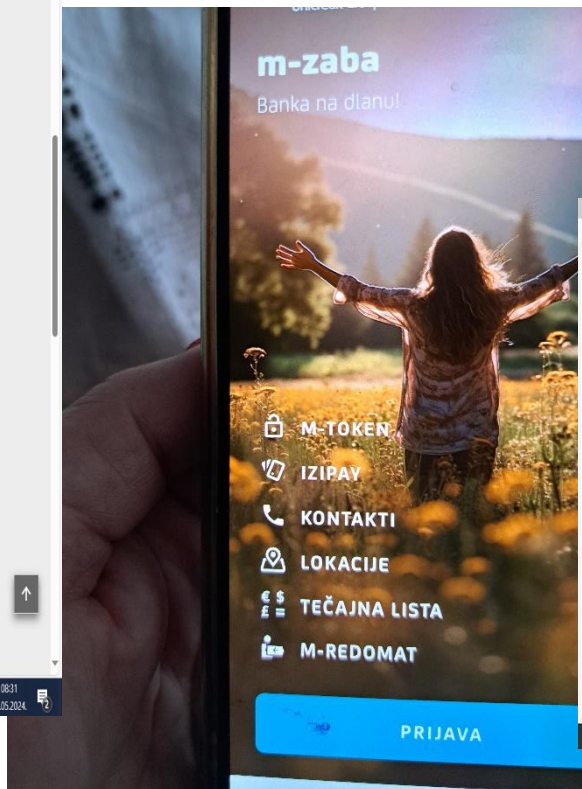 m-zaba
Banka na dlanu!
M-TOKEN
IZIPAY
KONTAKTI
LOKACIJE
TEČAJNA LISTA
M-REDOMAT
PRIJAVA
08:31
.05.2024.
2